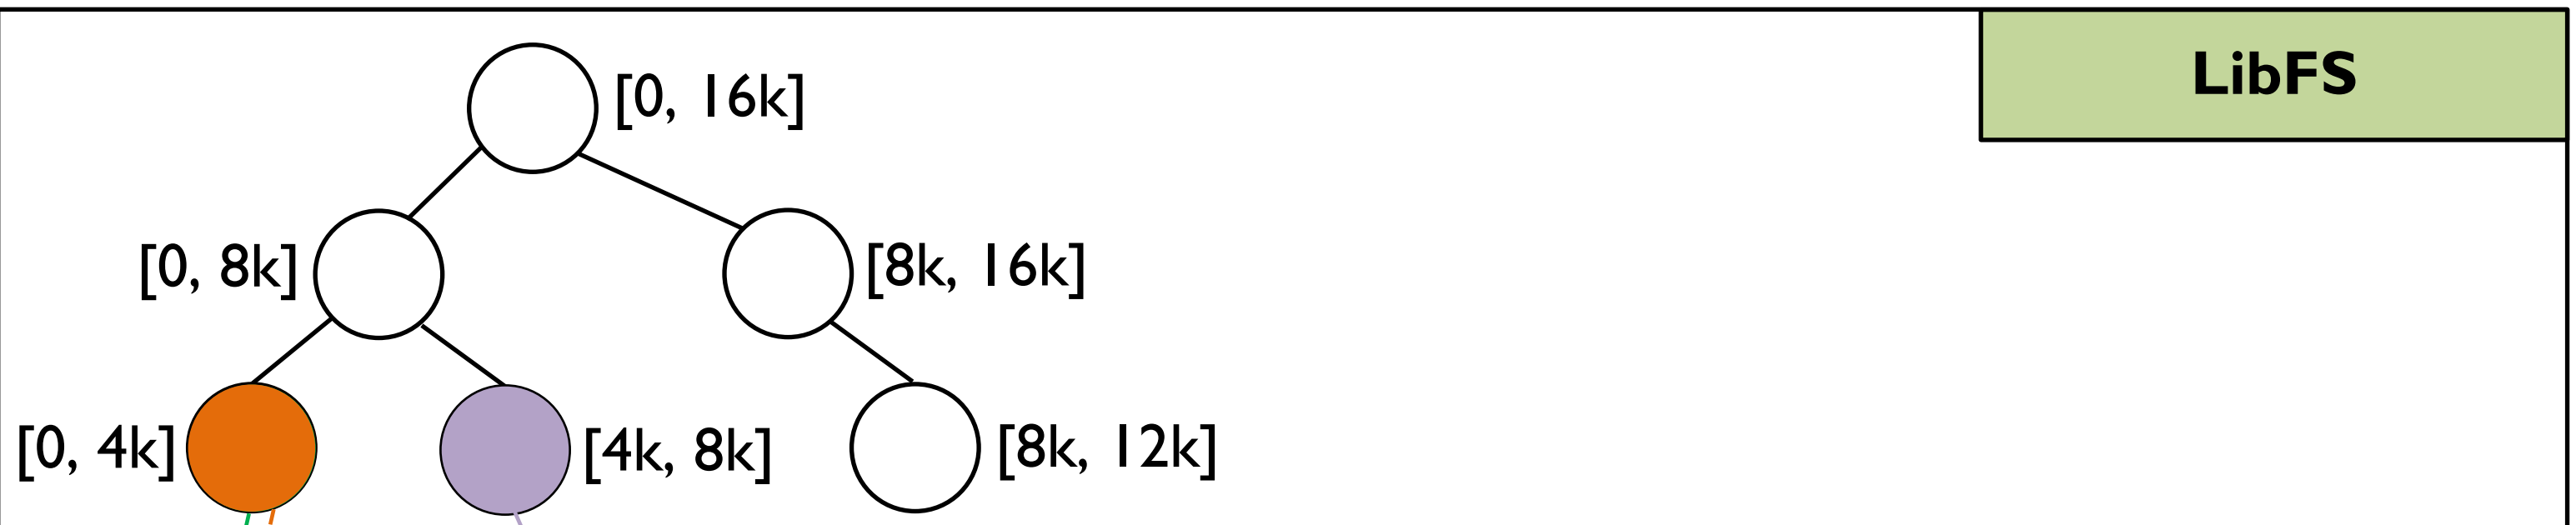 LibFS
[0, 16k]
[0, 8k]
[8k, 16k]
[0, 4k]
[4k, 8k]
[8k, 12k]